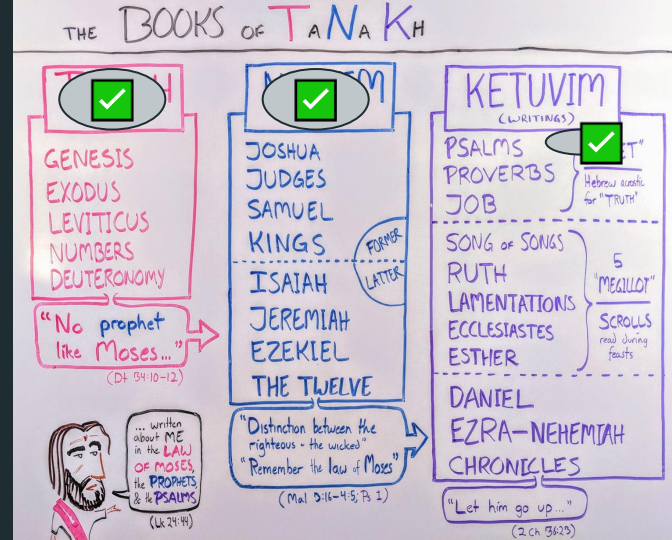 THE BOOKS OF TANAKH
GENESIS
EXODUS
LEVITICUS
NUMBERS
DEUTERONOMY
"No prophet
like Moses..."
(Dt 34:10-12)
... written
about ME
in the LAW
OF MOSES,
the PROPHETS,
& the PSALMS
(Lk 24:44)
JOSHUA
JUDGES
SAMUEL
KINGS
FORMER
LATTER
ISAIAH
JEREMIAH
EZEKIEL
THE TWELVE
"Distinction between the
righteous + the wicked"
"Remember the law of Moses"
(Mal 3:16-4:5; Ps 1)
KETUVIM
(WRITINGS)
PSALMS
PROVERBS
JOB
Hebrew acrostic
for "TRUTH"
SONG OF SONGS
RUTH
LAMENTATIONS
ECCLESIASTES
ESTHER
5
"MEGILLOT"
SCROLLS
read during
feasts
DANIEL
EZRA-NEHEMIAH
CHRONICLES
"Let him go up..."
(2 Ch 36:23)